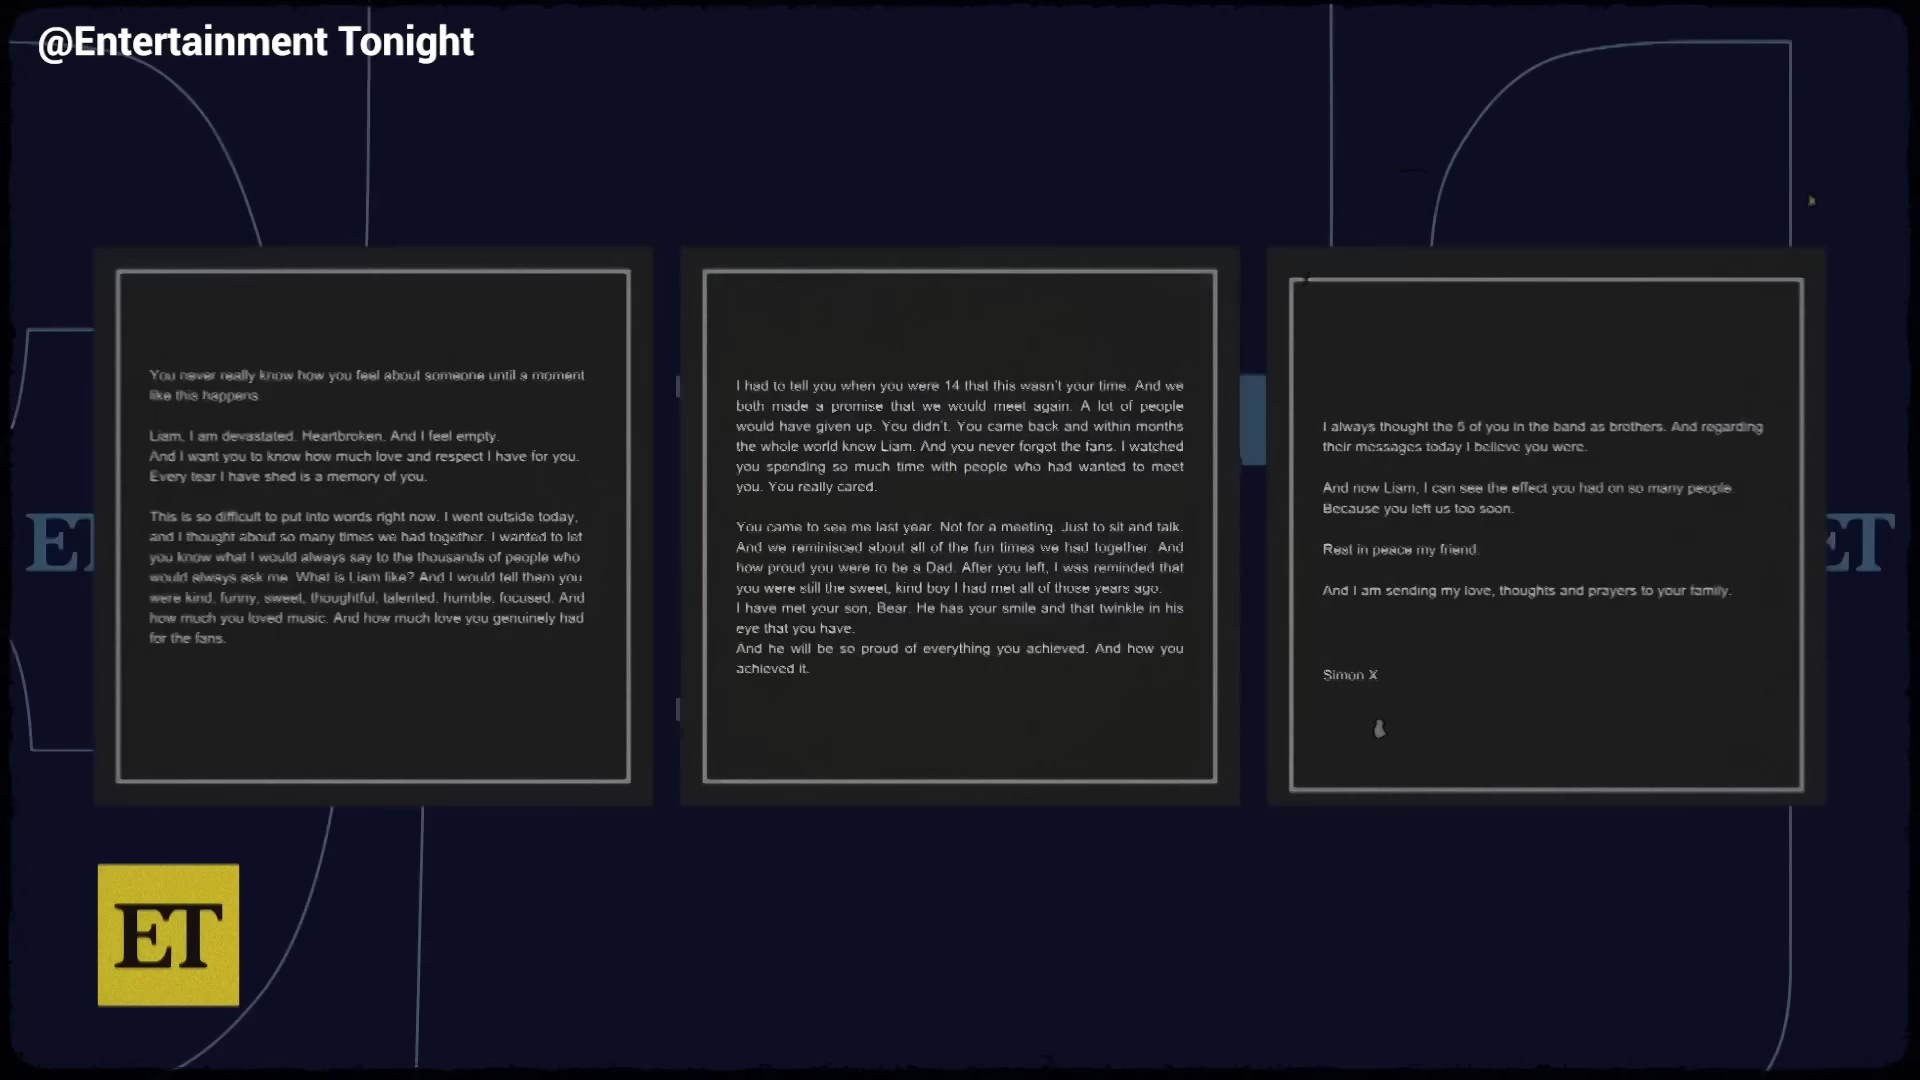 @Entertainment Tonight
You never really know how you feel about someone until a moment
like this happens.
Liam, I am devastated. Heartbroken. And I feel empty.
And I want you to know how much love and respect I have for you.
Every tear I have shed is a memory of you.
This is so difficult to put into words right now. I went outside today,
and I thought about so many times we had together. I wanted to let
you know what I would always say to the thousands of people who
would always ask me. What is Liam like? And I would tell them you
were kind, funny, sweet, thoughtful, talented, humble, focused. And
how much you loved music. And how much love you genuinely had
for the fans.
I had to tell you when you were 14 that this wasn't your time. And we
both made a promise that we would meet again. A lot of people
would have given up. You didn't. You came back and within months
the whole world know Liam. And you never forgot the fans. I watched
you spending so much time with people who had wanted to meet
you. You really cared.
You came to see me last year. Not for a meeting. Just to sit and talk.
And we reminisced about all of the fun times we had together. And
how proud you were to be a Dad. After you left, I was reminded that
you were still the sweet, kind boy I had met all of those years ago.
I have met your son, Bear. He has your smile and that twinkle in his
eye that you have.
And he will be so proud of everything you achieved. And how you
achieved it.
I always thought the 5 of you in the band as brothers. And regarding
their messages today I believe you were.
And now Liam, I can see the effect you had on so many people.
Because you left us too soon.
Rest in peace my friend.
And I am sending my love, thoughts and prayers to your family.
Simon X
ET
ET
ET